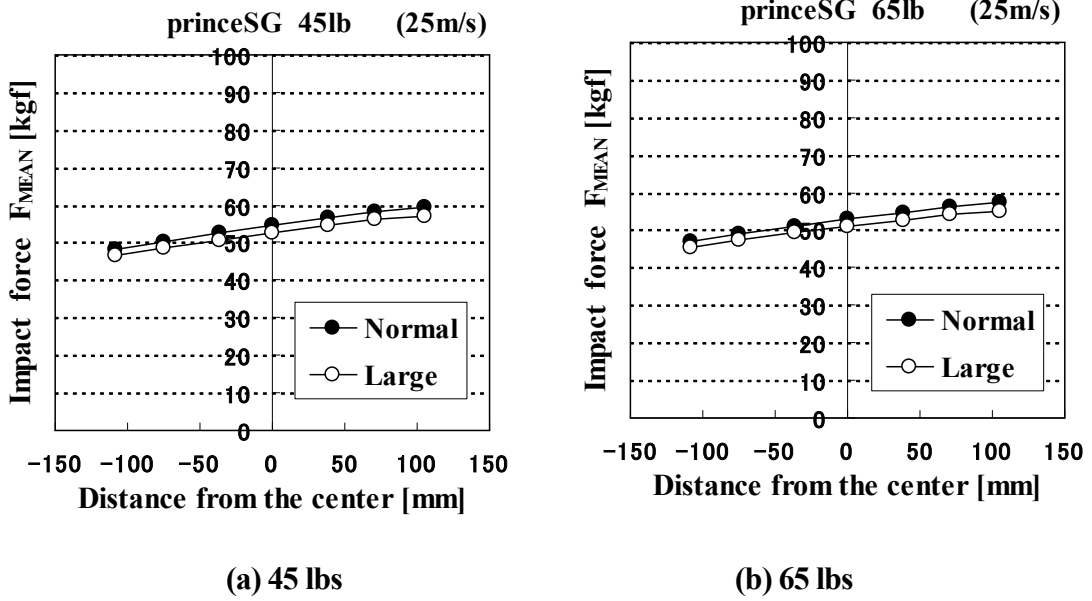 princeSG 45lb (25m/s)
Impact force FMEAN [kgf]
100
90
80
70
60
50
40
30
20
10
0
Normal
Large
-150 -100 -50 0 50 100 150
Distance from the center [mm]
(a) 45 lbs
princeSG 65lb (25m/s)
Impact force FMEAN [kgf]
100
90
80
70
60
50
40
30
20
10
0
Normal
Large
-150 -100 -50 0 50 100 150
Distance from the center [mm]
(b) 65 lbs